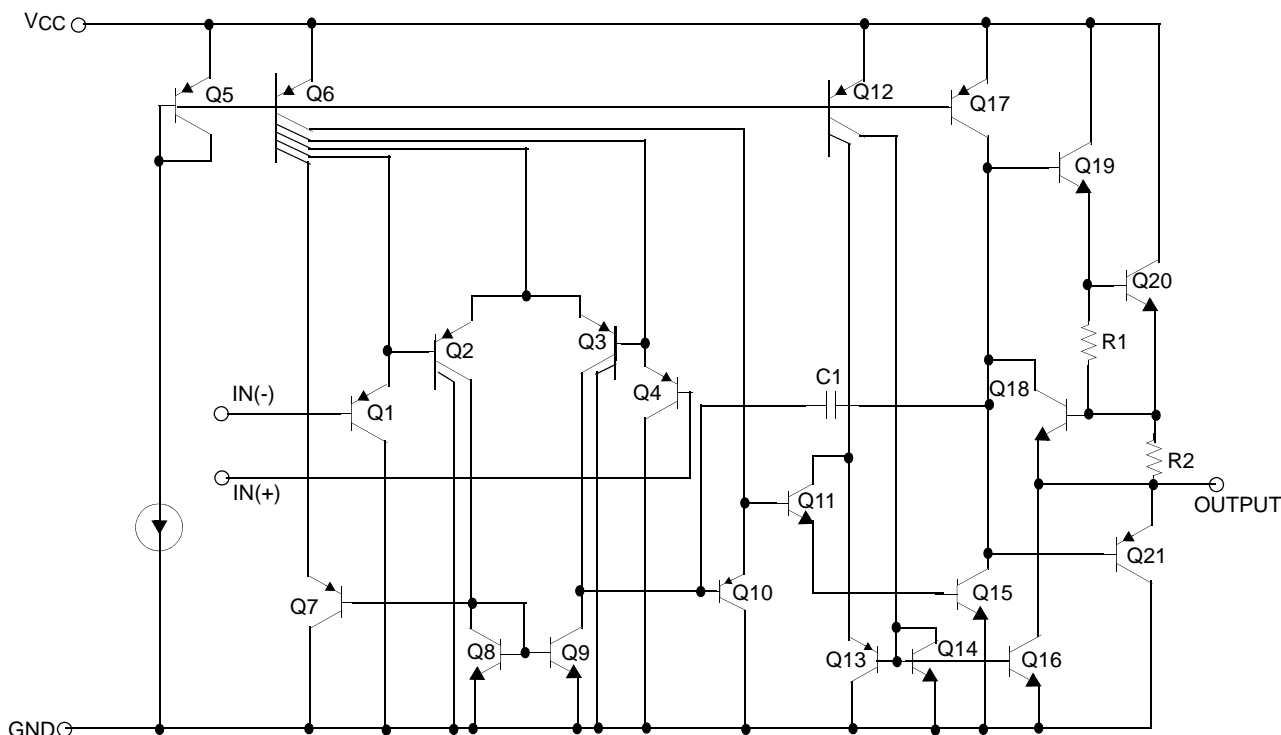 VCC
Q5
Q6
Q12
Q17
Q19
Q20
Q2
Q3
R1
C1
Q18
Q4
IN(-)
Q1
R2
IN(+)
Q11
OUTPUT
Q21
Q10
Q15
Q7
Q8
Q9
Q13
Q14
Q16
GND